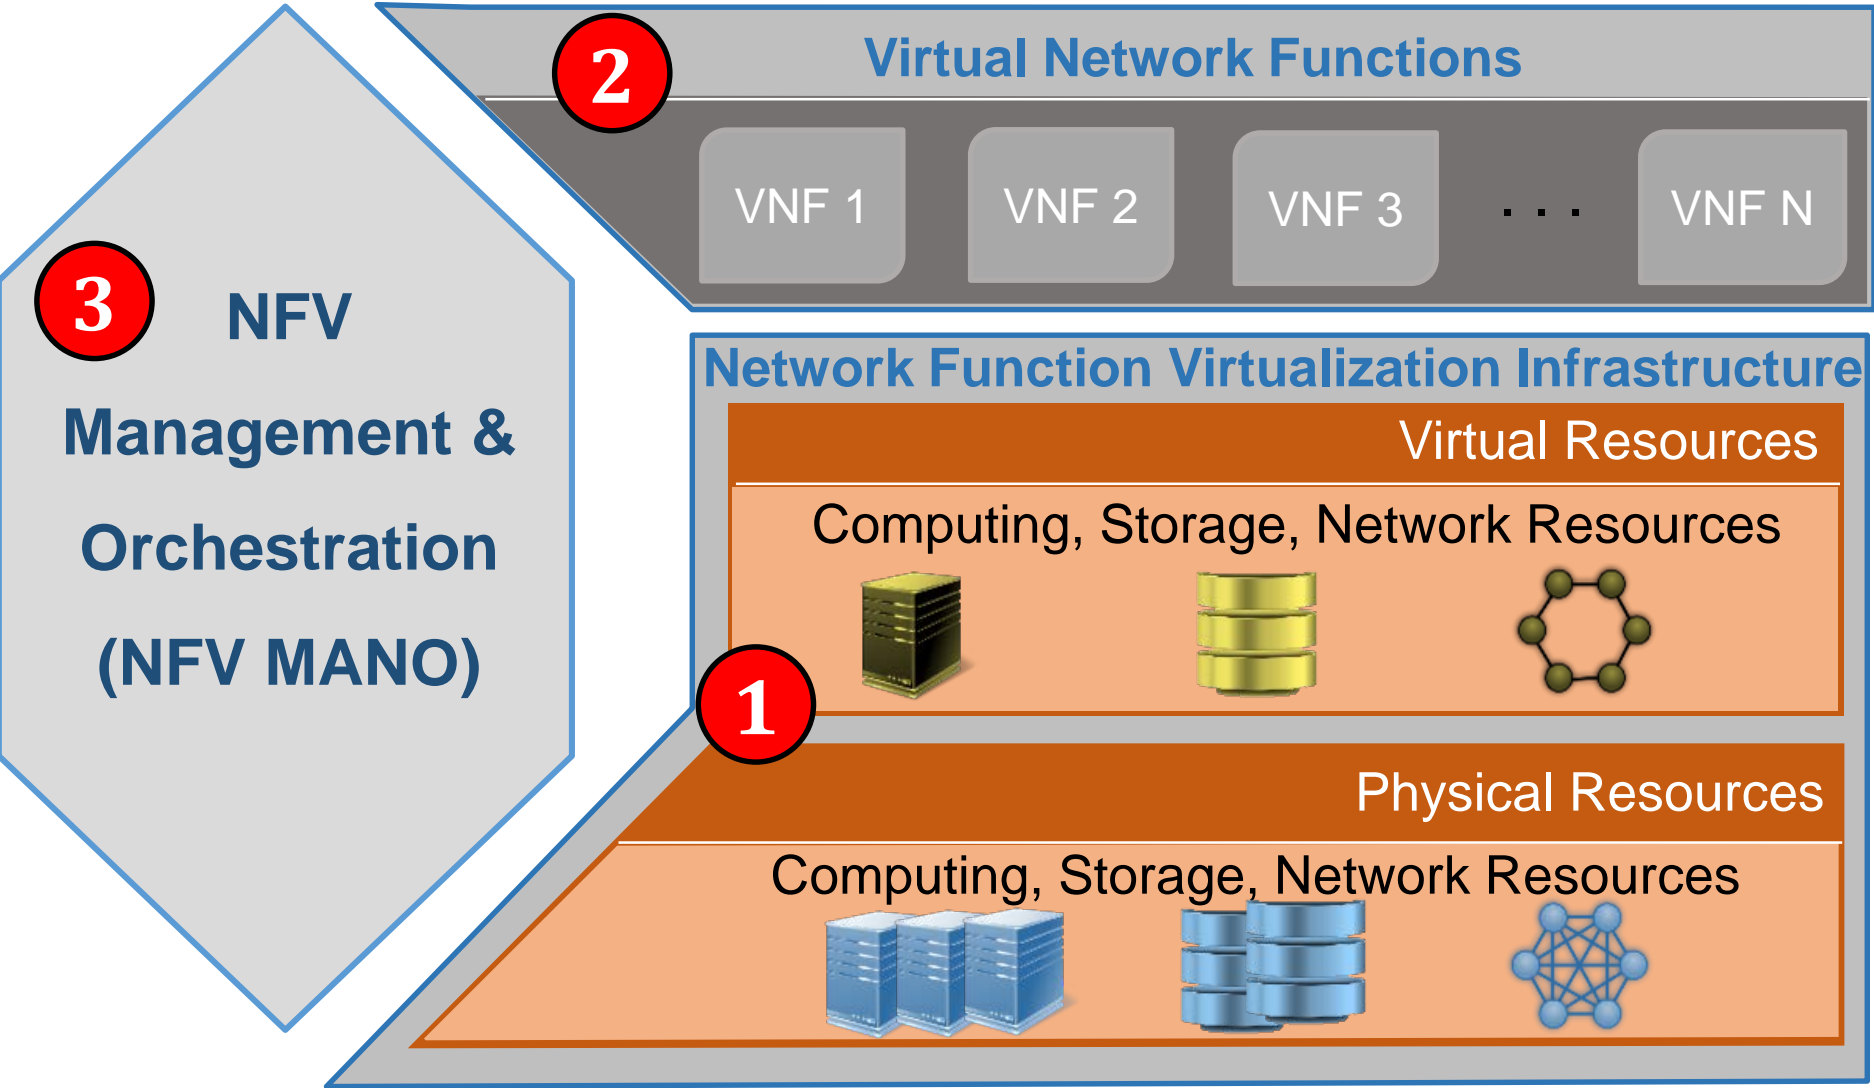 2
Virtual Network Functions
VNF 1
VNF 2
VNF 3
. . .
VNF N
3
NFV
Management &
Orchestration
(NFV MANO)
Network Function Virtualization Infrastructure
Virtual Resources
Computing, Storage, Network Resources
1
Physical Resources
Computing, Storage, Network Resources